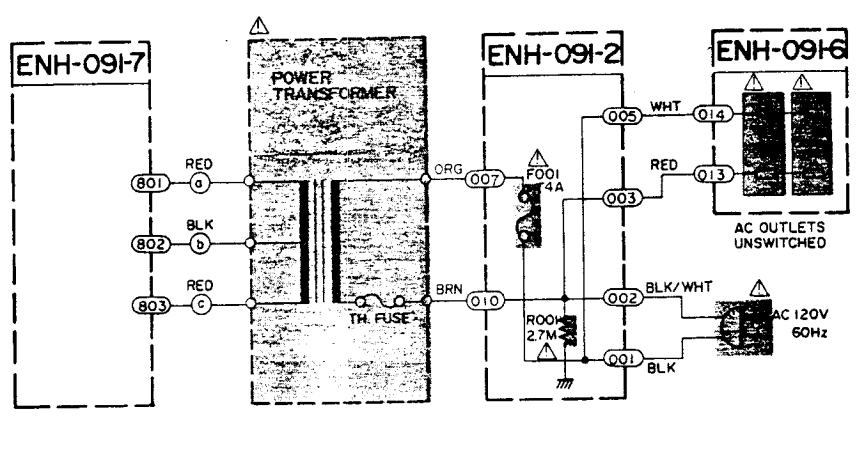 ENH-091-7
POWER
TRANSFORMER
ENH-091-2
ENH-091-6
005
WHT
014
RED
801
a
ORG
007
F001
4A
RED
013
003
BLK
802
b
AC OUTLETS
UNSWITCHED
RED
803
c
TH. FUSE
BRN
010
002
BLK/WHT
R001
2.7M
001
BLK
AC 120V
60Hz